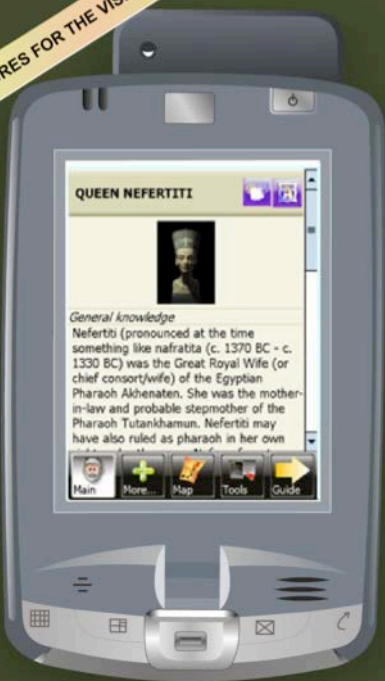 RES FOR THE VIS
QUEEN NEFERTITI
General knowledge
Nefertiti (pronounced at the time
something like nafratita (c. 1370 BC - c.
1330 BC) was the Great Royal Wife (or
chief consort/wife) of the Egyptian
Pharaoh Akhenaten. She was the mother-
in-law and probable stepmother of the
Pharaoh Tutankhamun. Nefertiti may
have also ruled as pharaoh in her own
Main More... Map Tools Guide